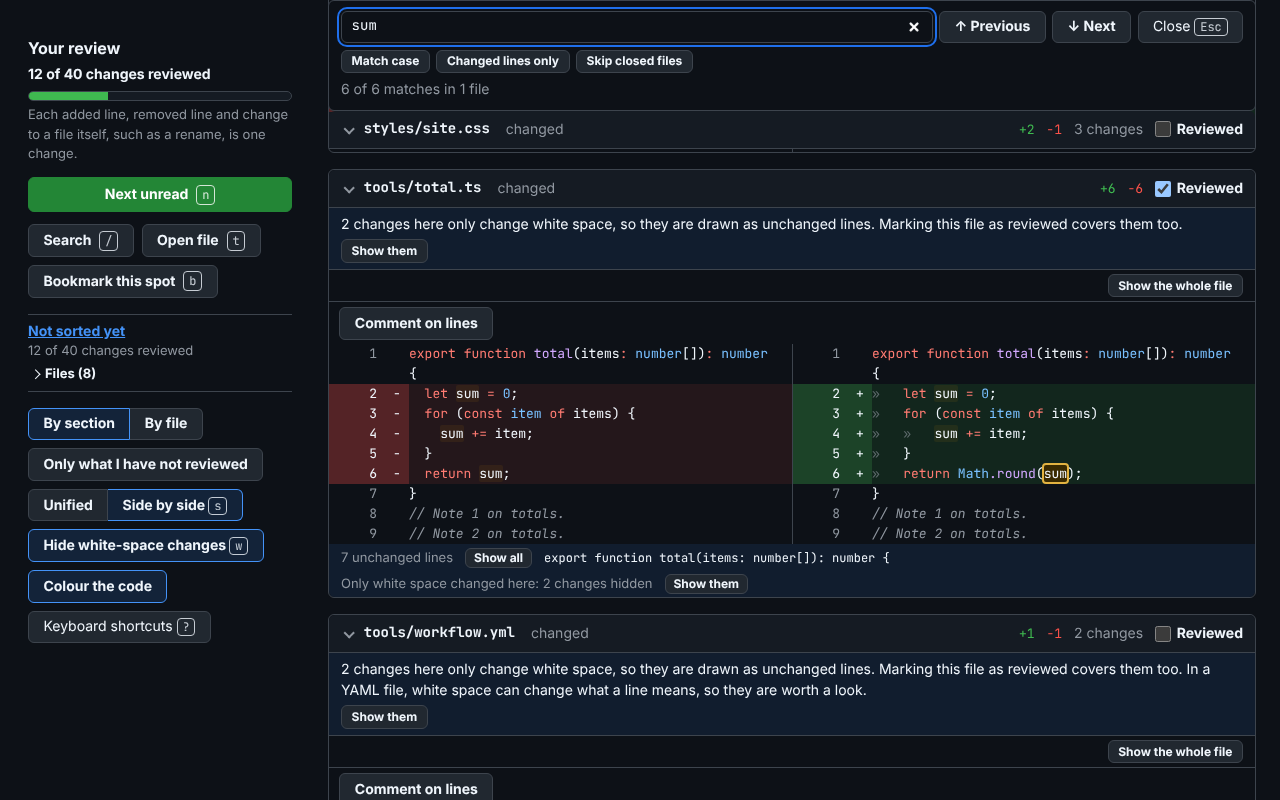 Your review
12 of 40 changes reviewed
Each added line, removed line and change
to a file itself, such as a rename, is one
change.
Next unread n
Search /
Open file t
Bookmark this spot b
Not sorted yet
12 of 40 changes reviewed
Files (8)
By section
By file
Only what I have not reviewed
Unified
Side by side s
Hide white-space changes w
Colour the code
Keyboard shortcuts ?
sum
↑ Previous
↓ Next
Close Esc
Match case
Changed lines only
Skip closed files
6 of 6 matches in 1 file
styles/site.css changed +2 -1 3 changes Reviewed
tools/total.ts changed +6 -6 Reviewed
2 changes here only change white space, so they are drawn as unchanged lines. Marking this file as reviewed covers them too.
Show them
Show the whole file
Comment on lines
1 export function total(items: number[]): number
{
2 - let sum = 0;
3 - for (const item of items) {
4 - sum += item;
5 - }
6 - return sum;
7 }
8 // Note 1 on totals.
9 // Note 2 on totals.
1 export function total(items: number[]): number
{
2 + » let sum = 0;
3 + » for (const item of items) {
4 + » » sum += item;
5 + » }
6 + » return Math.round(sum);
7 }
8 // Note 1 on totals.
9 // Note 2 on totals.
7 unchanged lines Show all export function total(items: number[]): number {
Only white space changed here: 2 changes hidden Show them
tools/workflow.yml changed +1 -1 2 changes Reviewed
2 changes here only change white space, so they are drawn as unchanged lines. Marking this file as reviewed covers them too. In a
YAML file, white space can change what a line means, so they are worth a look.
Show them
Show the whole file
Comment on lines